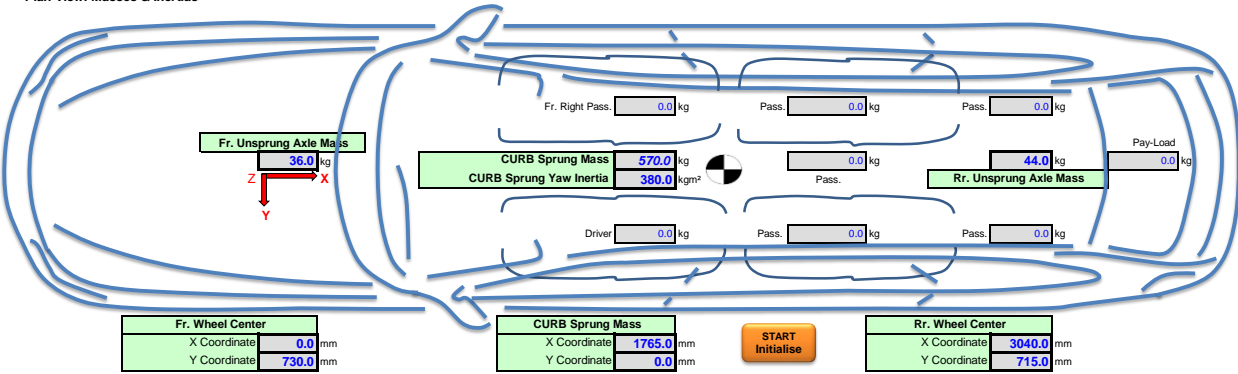 Fr. Right Pass. 0.0 kg Pass. 0.0 kg Pass. 0.0 kg
Fr. Unsprung Axle Mass
36.0 kg
Z X
Y
CURB Sprung Mass 570.0 kg
CURB Sprung Yaw Inertia 380.0 kgm²
0.0 kg
Pass.
44.0 kg
Rr. Unsprung Axle Mass
Pay-Load
0.0 kg
Driver 0.0 kg Pass. 0.0 kg Pass. 0.0 kg
Fr. Wheel Center
X Coordinate 0.0 mm
Y Coordinate 730.0 mm
CURB Sprung Mass
X Coordinate 1765.0 mm
Y Coordinate 0.0 mm
START
Initialise
Rr. Wheel Center
X Coordinate 3040.0 mm
Y Coordinate 715.0 mm